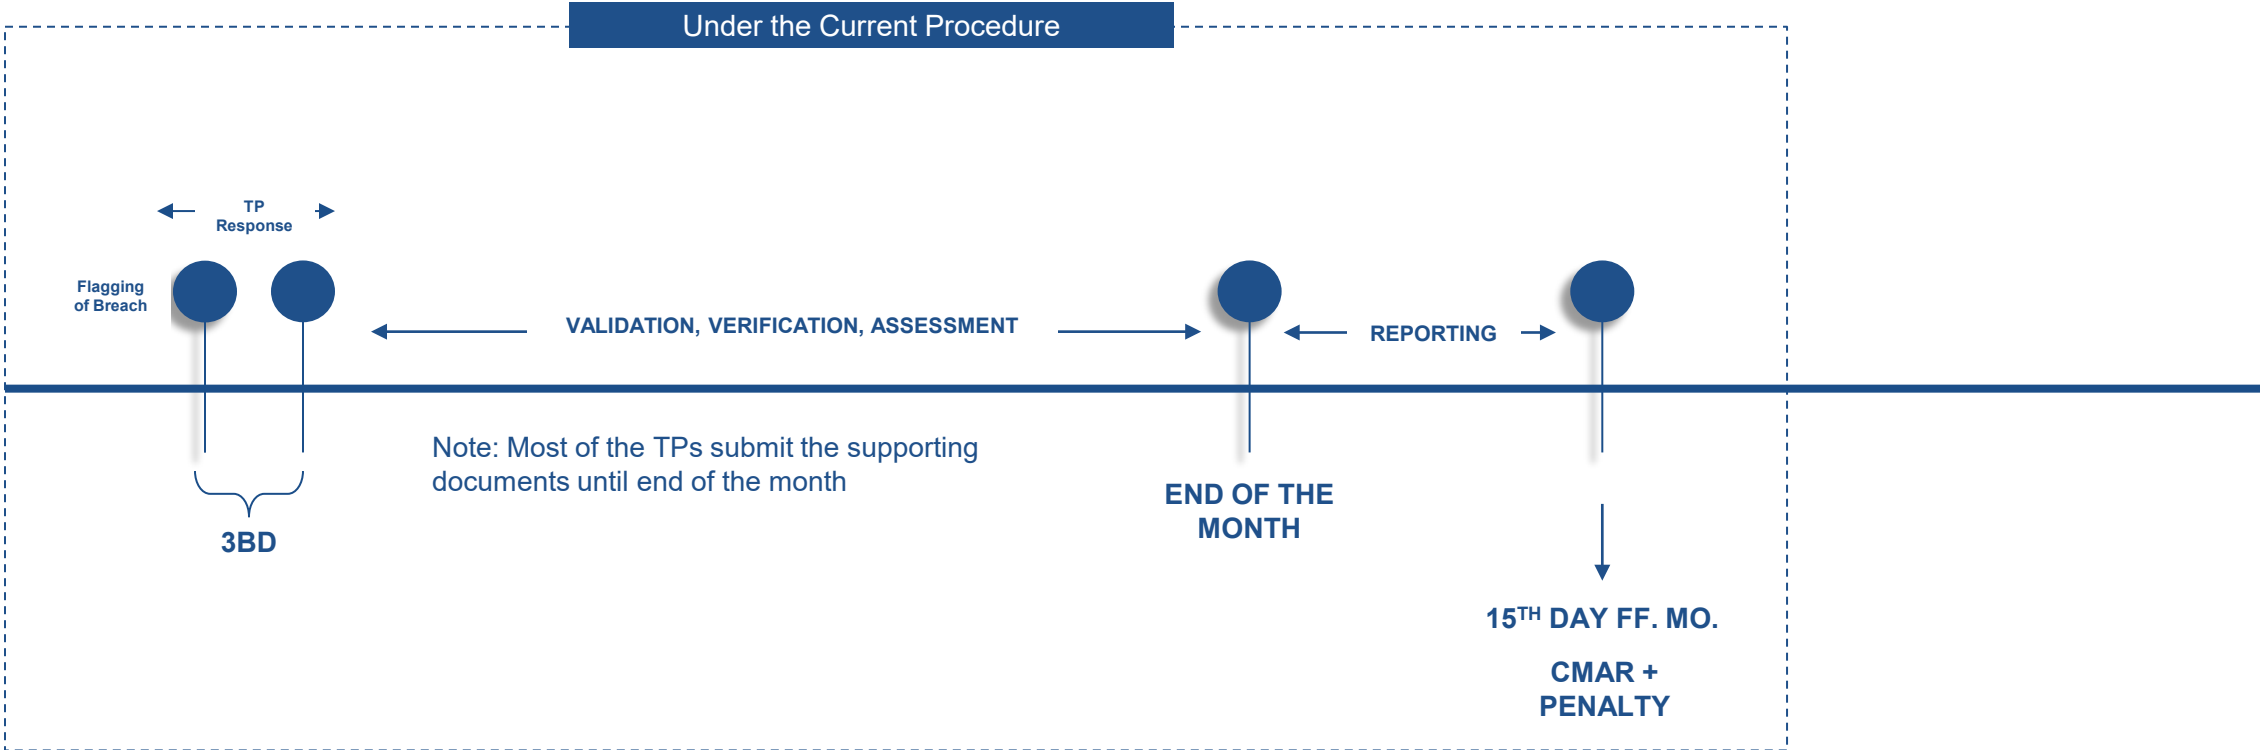 Under the Current Procedure
TP
Response
Flagging
of Breach
VALIDATION, VERIFICATION, ASSESSMENT
REPORTING
Note: Most of the TPs submit the supporting
documents until end of the month
3BD
END OF THE
MONTH
15TH DAY FF. MO.
CMAR +
PENALTY